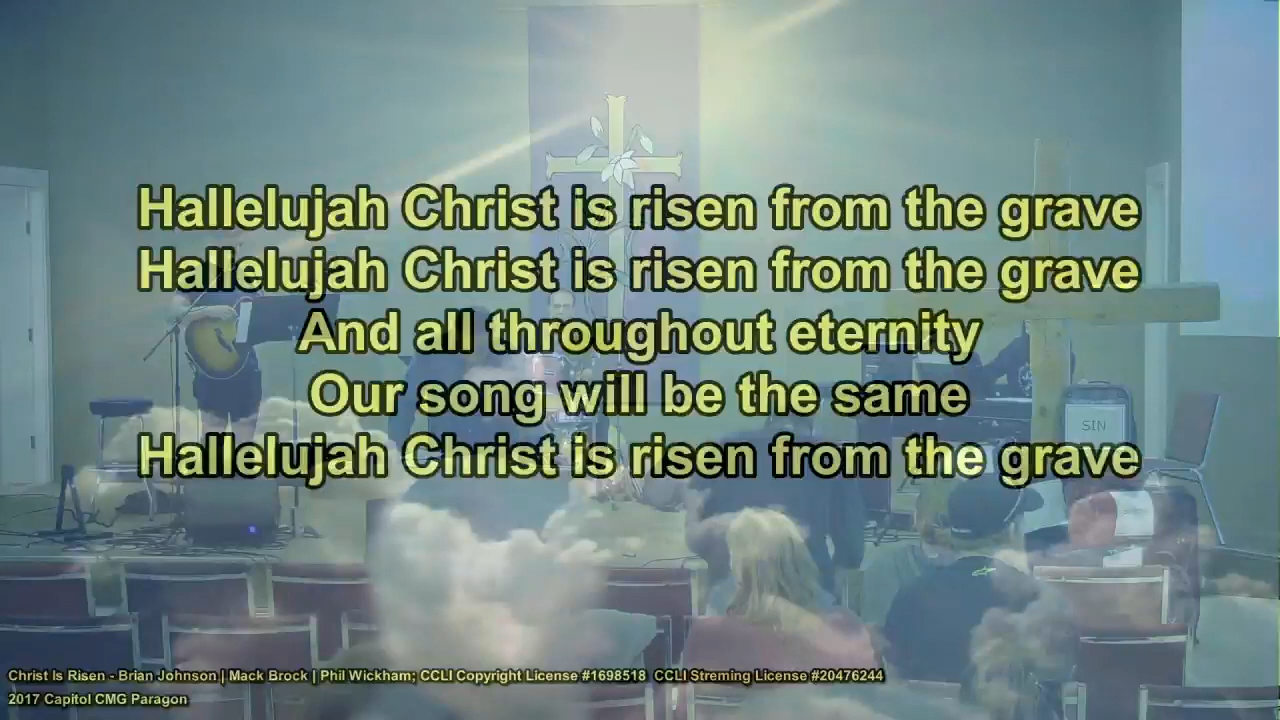 Hallelujah Christ is risen from the grave
Hallelujah Christ is risen from the grave
And all throughout eternity
Our song will be the same
Hallelujah Christ is risen from the grave
SIN
Christ Is Risen - Brian Johnson | Mack Brock | Phil Wickham; CCLI Copyright License #1698518 CCLI Streming License #20476244
2017 Capitol CMG Paragon